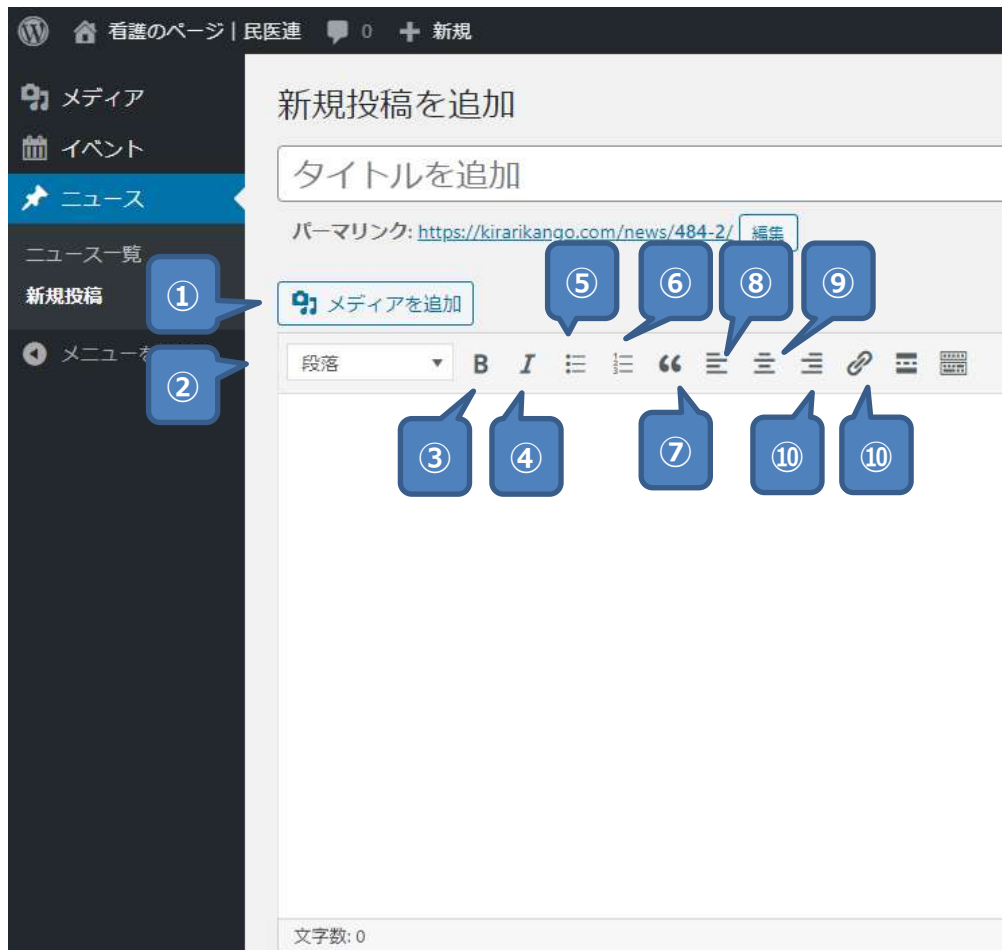 看護のページ | 民医連 0 新規
メディア
イベント
ニュース
ニュース一覧
新規投稿
メニューを
新規投稿を追加
タイトルを追加
パーマリンク: https://kirarikango.com/news/484-2/ 編集
① メディアを追加
⑤ ⑥ ⑧ ⑨
② 段落 B I
③ ④ ⑦ ⑩ ⑩
文字数: 0